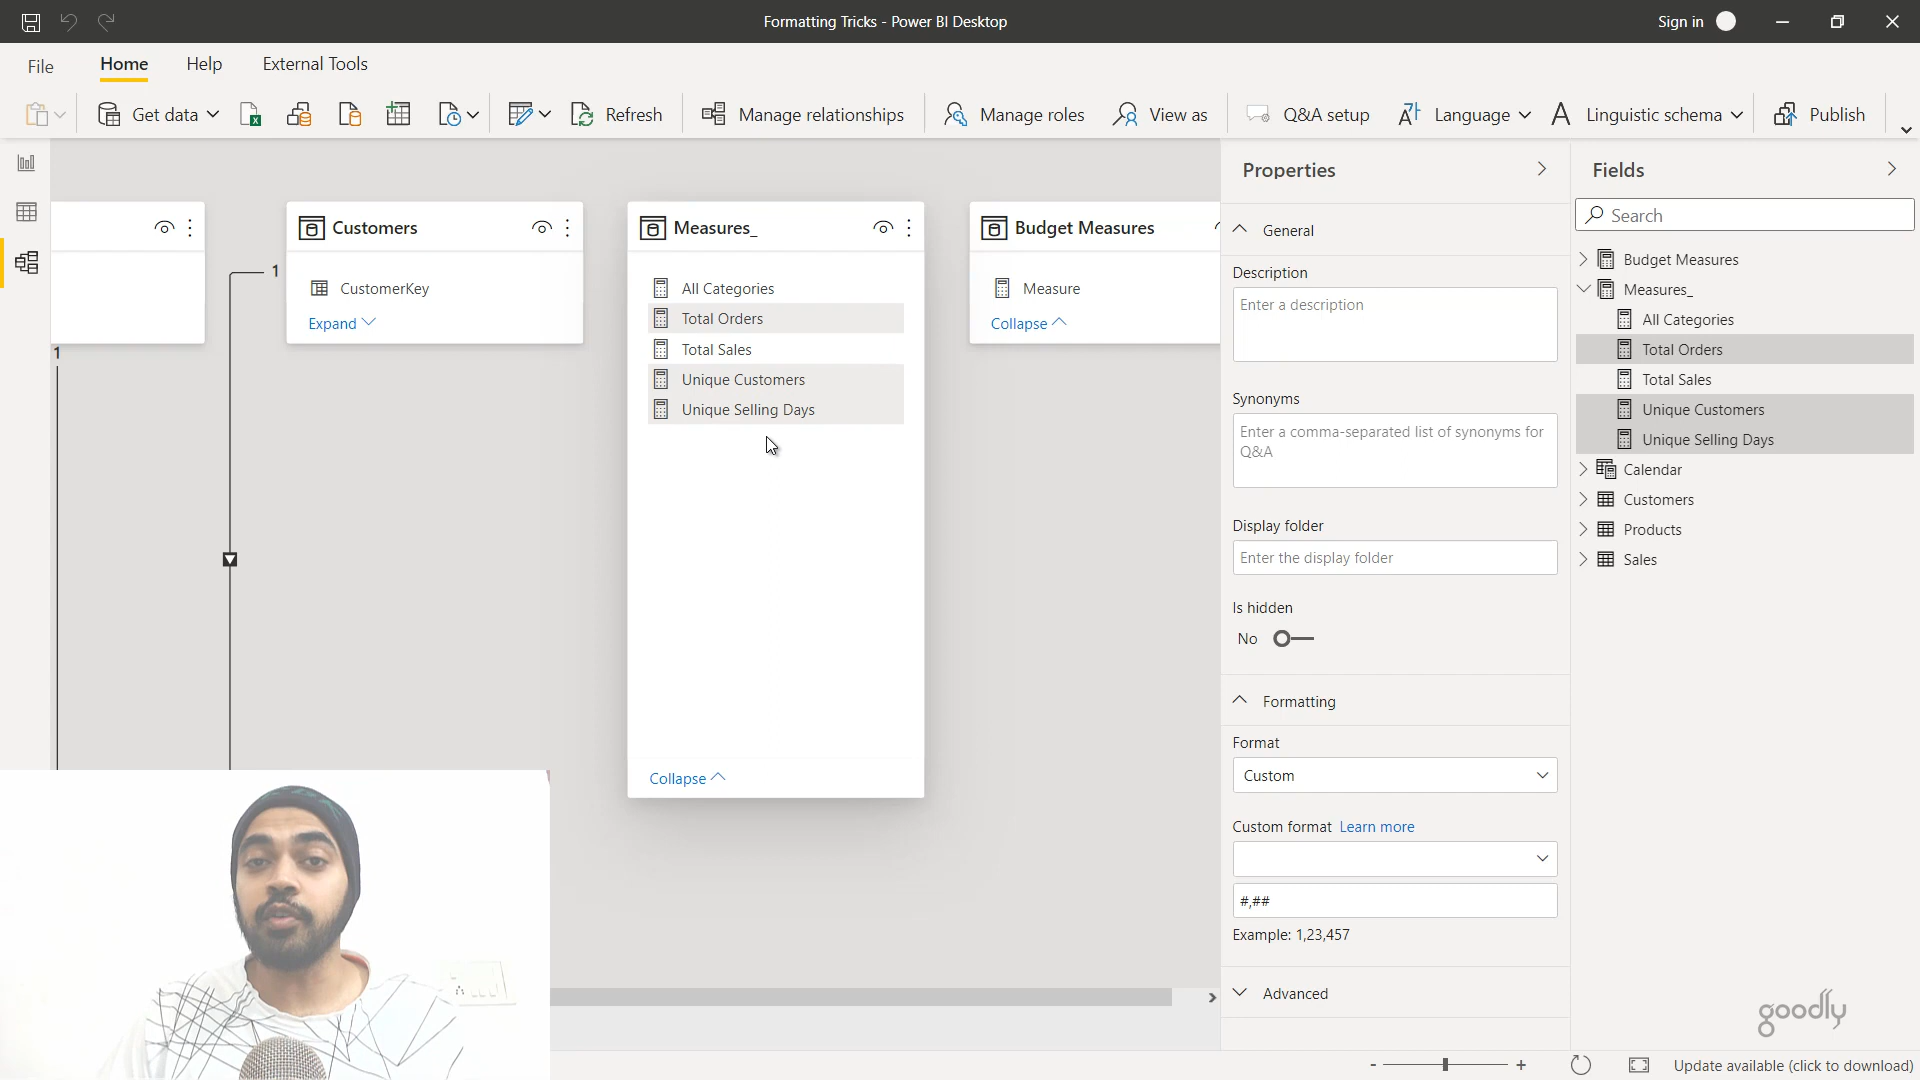 Formatting Tricks - Power BI Desktop
Sign in
File
Home
Help
External Tools
Get data
Refresh
Manage relationships
Manage roles
View as
Q&A setup
Language
Linguistic schema
Publish
Customers
CustomerKey
Expand
1
1
Measures_
All Categories
Total Orders
Total Sales
Unique Customers
Unique Selling Days
Collapse
Budget Measures
Measure
Collapse
Properties
General
Description
Enter a description
Synonyms
Enter a comma-separated list of synonyms for
Q&A
Display folder
Enter the display folder
Is hidden
No
Formatting
Format
Custom
Custom format Learn more
#,##
Example: 1,23,457
Advanced
Fields
Search
Budget Measures
Measures_
All Categories
Total Orders
Total Sales
Unique Customers
Unique Selling Days
Calendar
Customers
Products
Sales
goodly
- +
Update available (click to download)